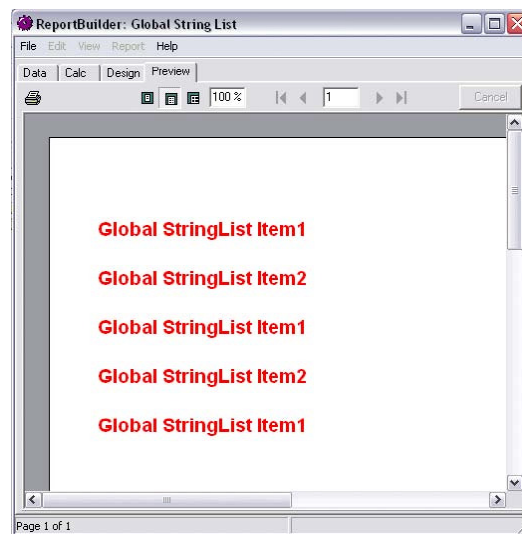 ReportBuilder: Global String List
File Edit View Report Help
Data Calc Design Preview
100 % 1 Cancel
Global StringList Item1
Global StringList Item2
Global StringList Item1
Global StringList Item2
Global StringList Item1
Page 1 of 1